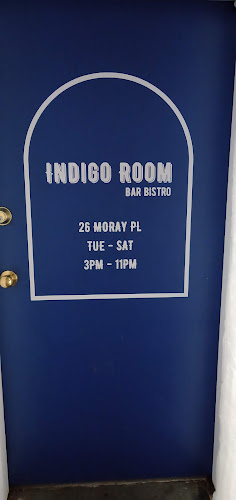 INDIGO ROOM
BAR BISTRO
26 MORAY PL
TUE - SAT
3PM - 11PM